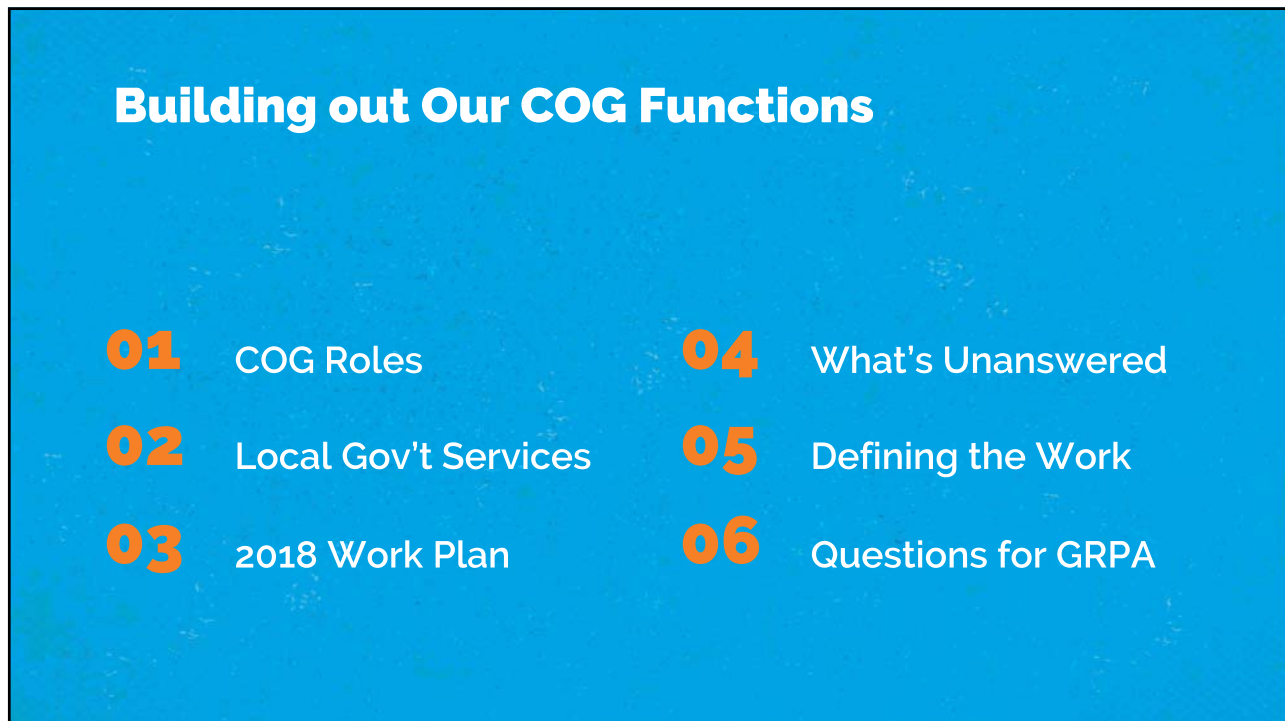 Building out Our COG Functions
01 COG Roles
02 Local Gov't Services
03 2018 Work Plan
04 What's Unanswered
05 Defining the Work
06 Questions for GRPA